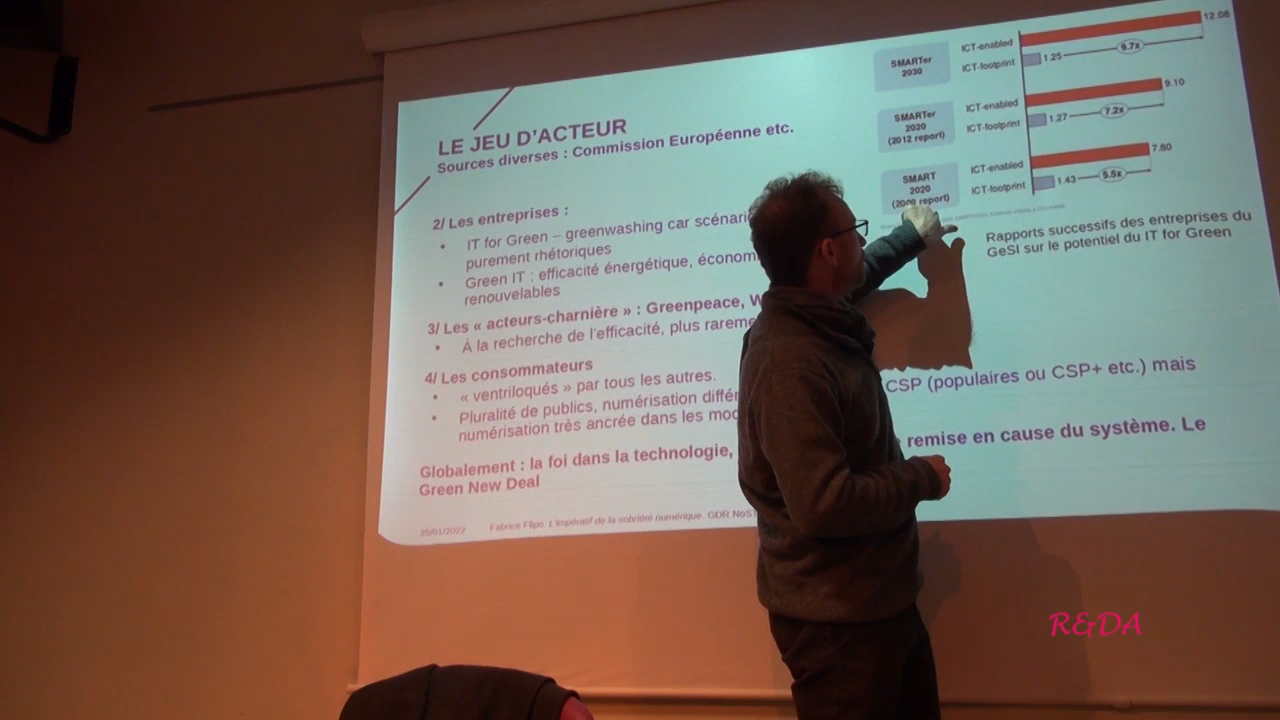 LE JEU D'ACTEUR
Sources diverses : Commission Européenne etc.
2/ Les entreprises :
• IT for Green – greenwashing car
purement rhétoriques
• Green IT : efficacité énergétique,
renouvelables
3/ Les « acteurs-charnière » : Greenpeace,
• À la recherche de l'efficacité, plus
4/ Les consommateurs
• « ventriloqués » par tous les autres.
CSP (populaires ou CSP+ etc.) mais
• Pluralité de publics, numérisation
numérisation très ancrée dans les
remise en cause du système. Le
Globalement : la foi dans la technologie,
Green New Deal
25/01/2022
Fabrice Flipo. L'impératif de la sobriété numérique. GDR
SMARTer
2030
ICT-enabled
12.08
ICT-footprint
1.25
9.7x
SMARTer
2020
(2012 report)
ICT-enabled
9.10
ICT-footprint
1.27
7.2x
SMART
2020
(2008 report)
ICT-enabled
7.80
ICT-footprint
1.43
5.5x
Rapports successifs des entreprises du
GeSI sur le potentiel du IT for Green
R&DA